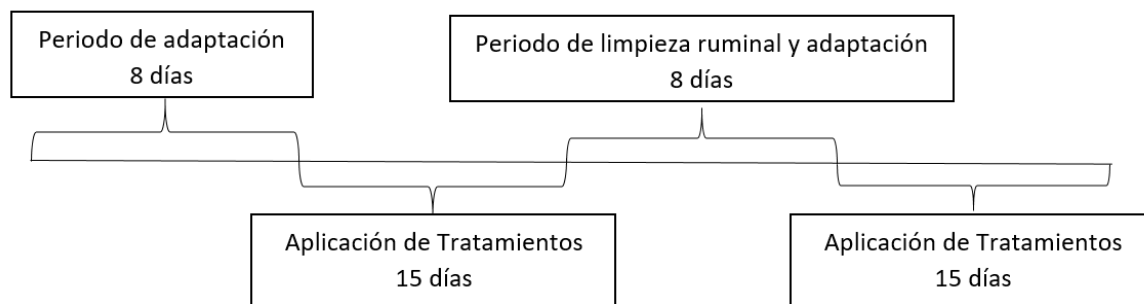 Periodo de adaptación
8 días
Periodo de limpieza ruminal y adaptación
8 días
Aplicación de Tratamientos
15 días
Aplicación de Tratamientos
15 días